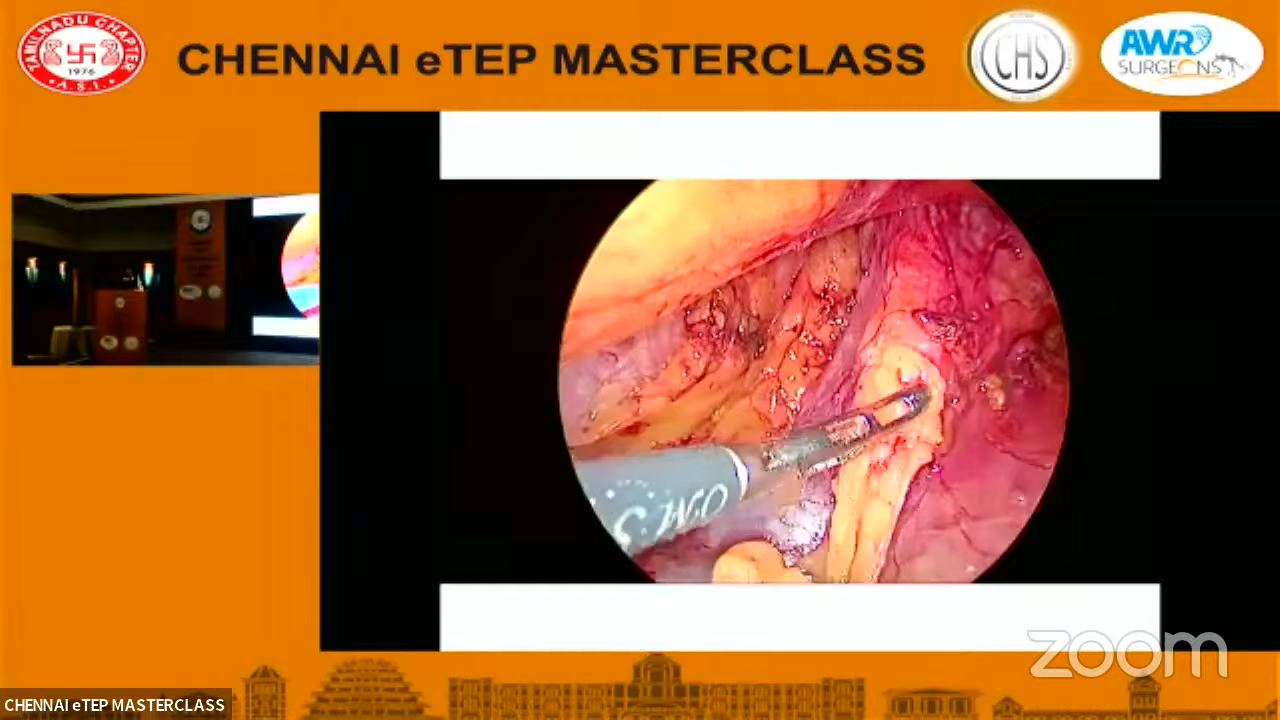 TAMILNADU CHAPTER
1976
A.S.I.
CHENNAI eTEP MASTERCLASS
CHS
AWR
SURGEONS
zoom
CHENNAI eTEP MASTERCLASS